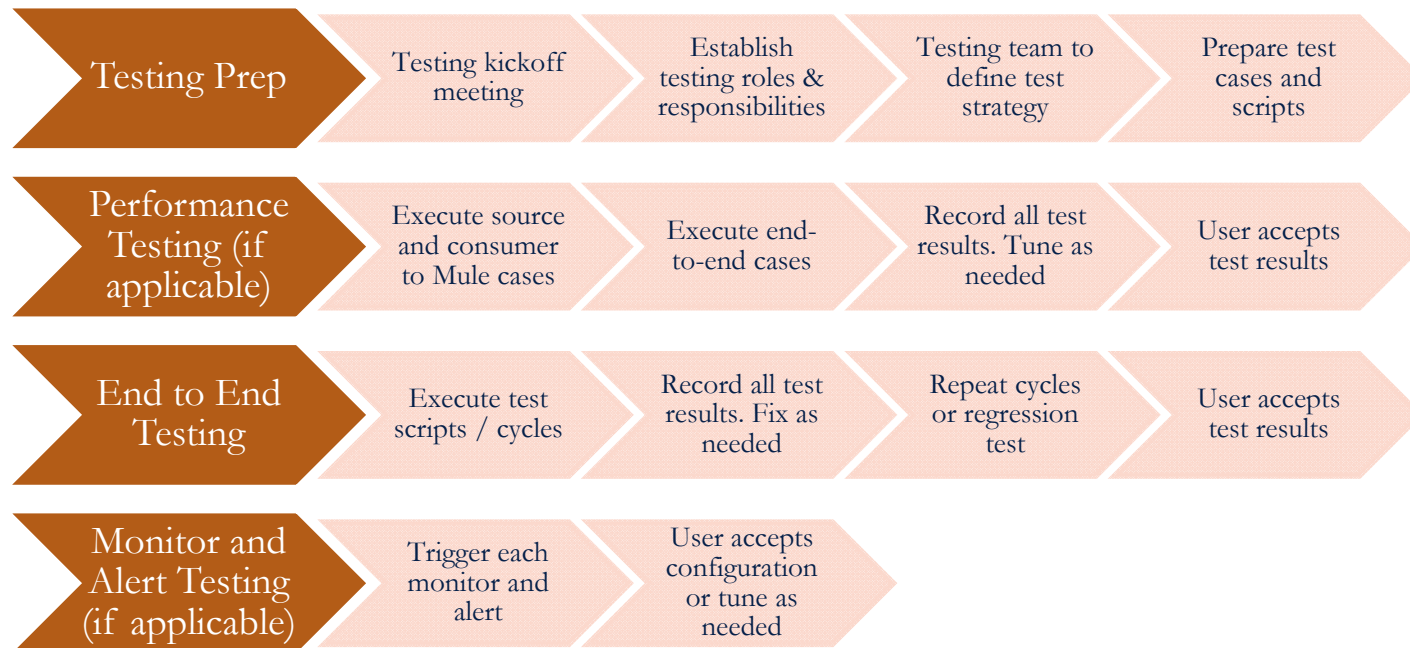 Testing Prep
Testing kickoff
meeting
Establish
testing roles &
responsibilities
Testing team to
define test
strategy
Prepare test
cases and
scripts
Performance
Testing (if
applicable)
Execute source
and consumer
to Mule cases
Execute end-
to-end cases
Record all test
results. Tune as
needed
User accepts
test results
End to End
Testing
Execute test
scripts / cycles
Record all test
results. Fix as
needed
Repeat cycles
or regression
test
User accepts
test results
Monitor and
Alert Testing
(if applicable)
Trigger each
monitor and
alert
User accepts
configuration
or tune as
needed